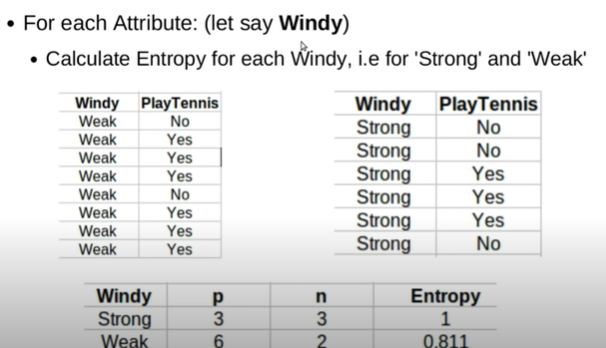 • For each Attribute: (let say Windy)
• Calculate Entropy for each Windy, i.e for 'Strong' and 'Weak'
Windy PlayTennis
Weak No
Weak Yes
Weak Yes
Weak Yes
Weak No
Weak Yes
Weak Yes
Weak Yes
Windy PlayTennis
Strong No
Strong No
Strong Yes
Strong Yes
Strong Yes
Strong No
Windy p n Entropy
Strong 3 3 1
Weak 6 2 0.811